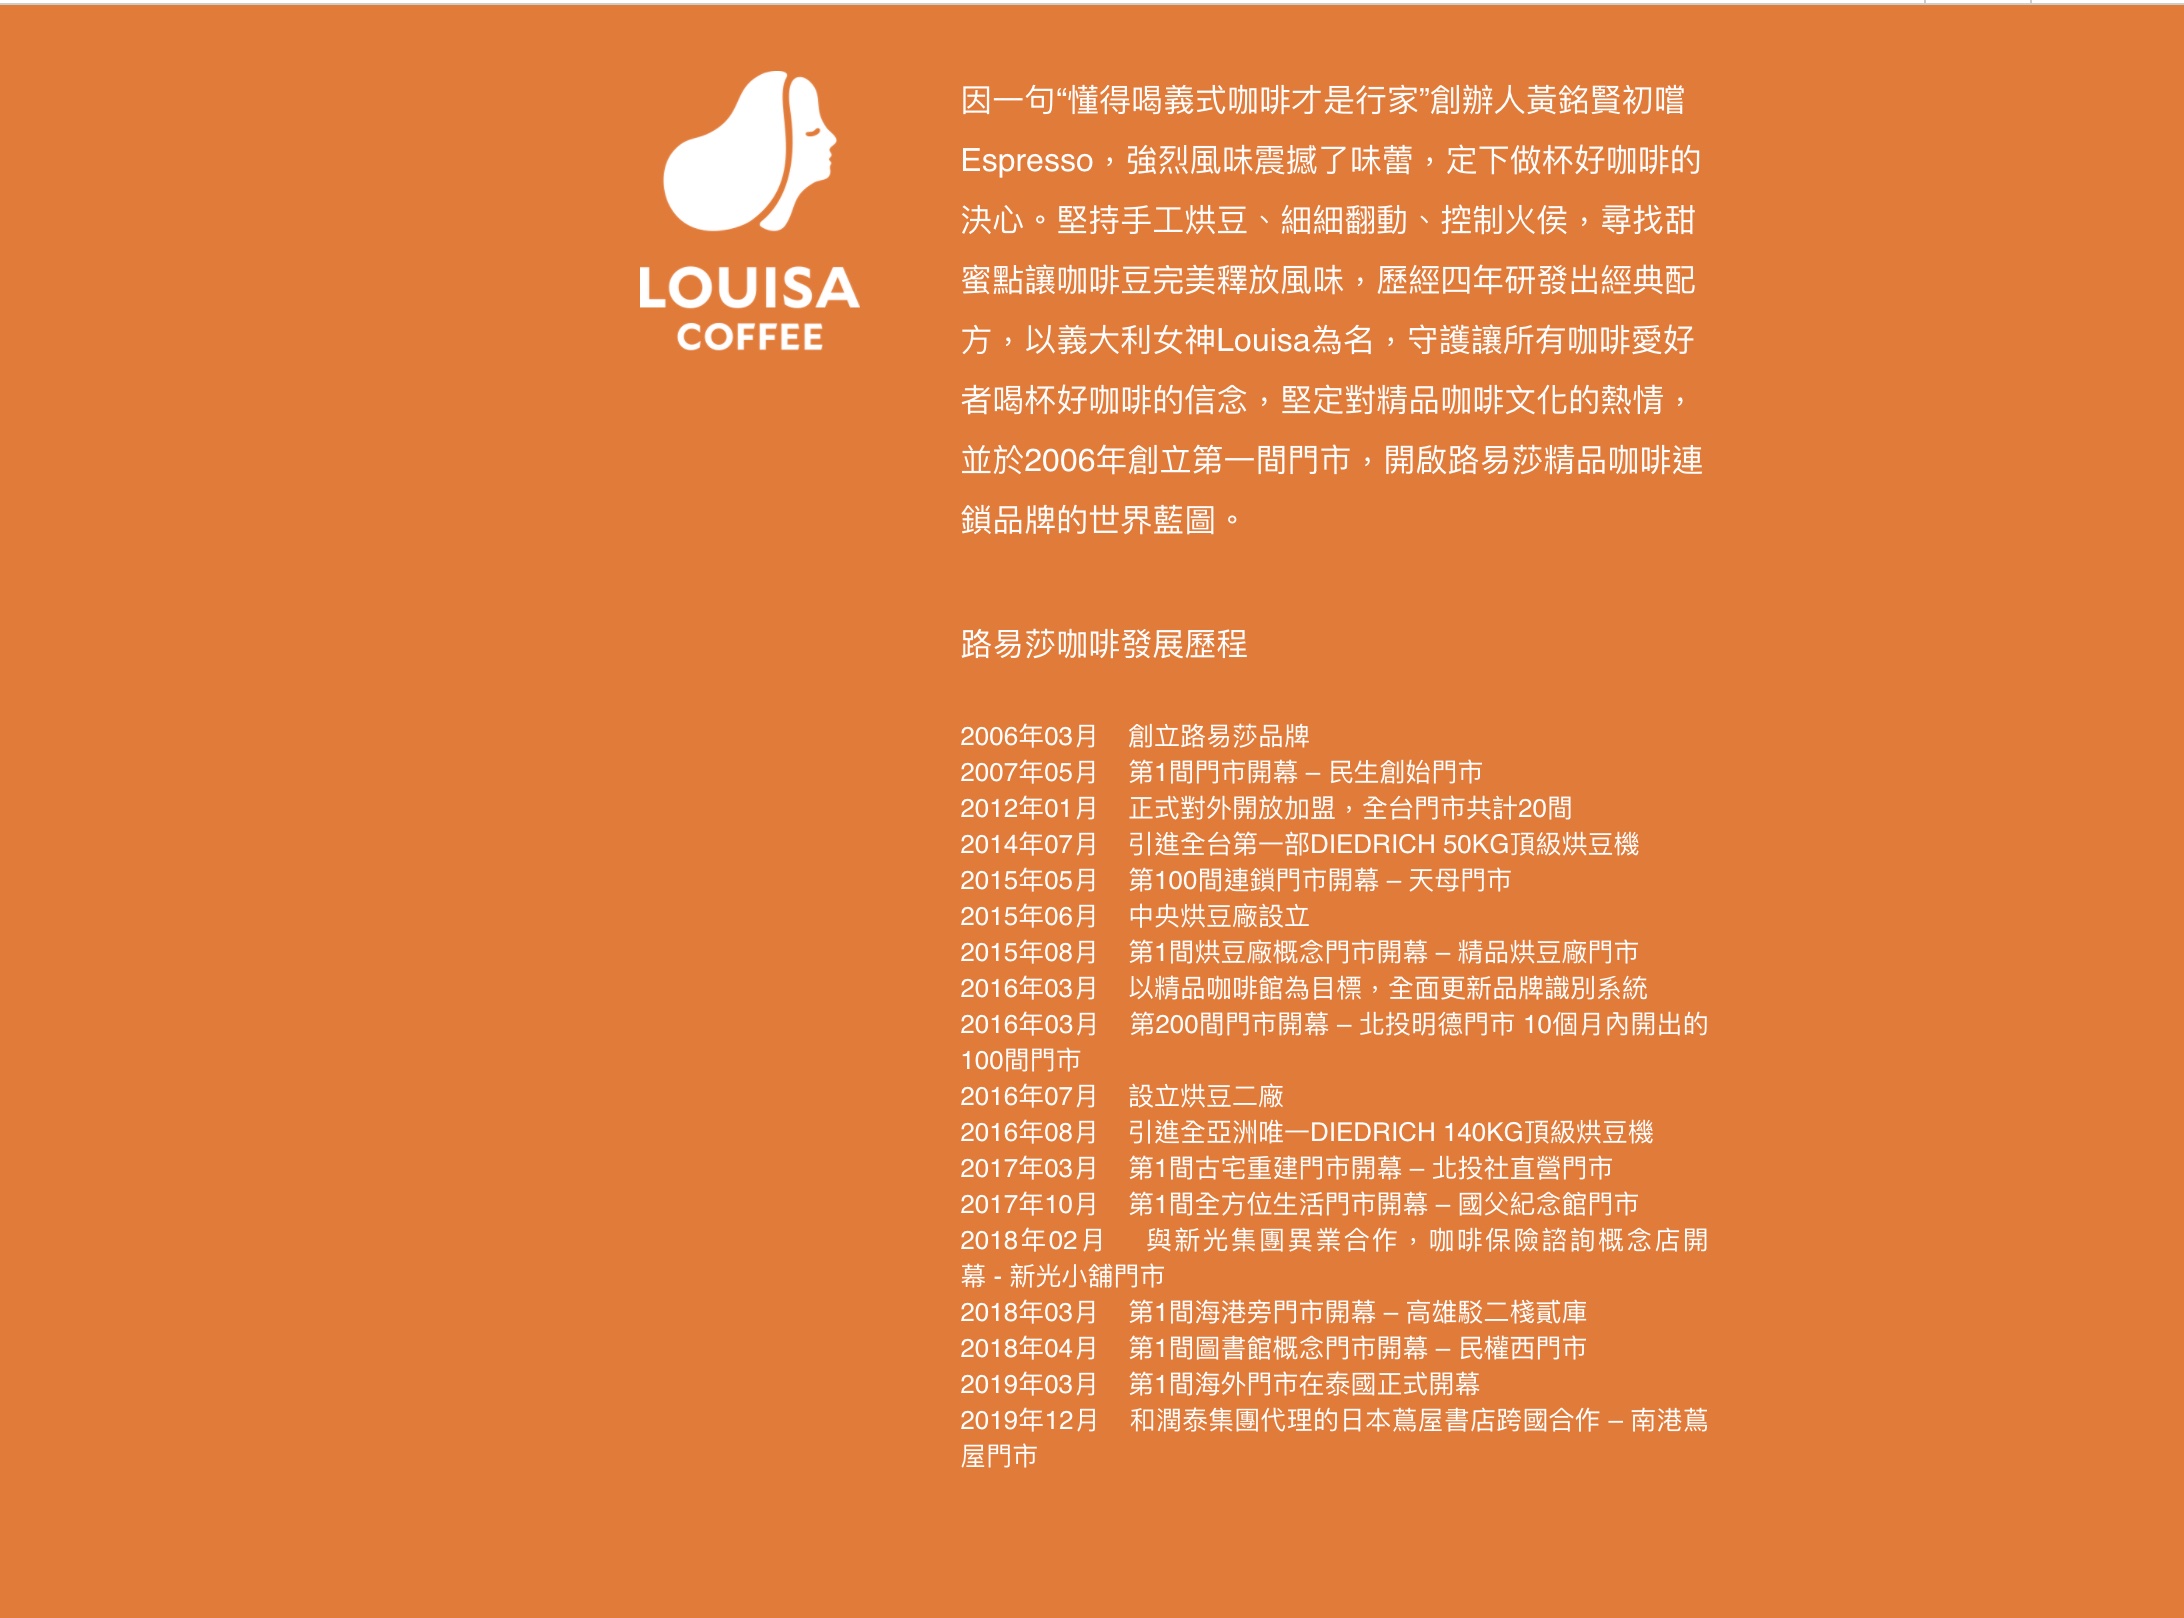 LOUISA
COFFEE
因一句“懂得喝義式咖啡才是行家”創辦人黃銘賢初嚐
Espresso，強烈風味震撼了味蕾，定下做杯好咖啡的
決心。堅持手工烘豆、細細翻動、控制火侯，尋找甜
蜜點讓咖啡豆完美釋放風味，歷經四年研發出經典配
方，以義大利女神Louisa為名，守護讓所有咖啡愛好
者喝杯好咖啡的信念，堅定對精品咖啡文化的熱情，
並於2006年創立第一間門市，開啟路易莎精品咖啡連
鎖品牌的世界藍圖。
路易莎咖啡發展歷程
2006年03月 創立路易莎品牌
2007年05月 第1間門市開幕 – 民生創始門市
2012年01月 正式對外開放加盟，全台門市共計20間
2014年07月 引進全台第一部DIEDRICH 50KG頂級烘豆機
2015年05月 第100間連鎖門市開幕 – 天母門市
2015年06月 中央烘豆廠設立
2015年08月 第1間烘豆廠概念門市開幕 – 精品烘豆廠門市
2016年03月 以精品咖啡館為目標，全面更新品牌識別系統
2016年03月 第200間門市開幕 – 北投明德門市 10個月內開出的
100間門市
2016年07月 設立烘豆二廠
2016年08月 引進全亞洲唯一DIEDRICH 140KG頂級烘豆機
2017年03月 第1間古宅重建門市開幕 – 北投社直營門市
2017年10月 第1間全方位生活門市開幕 – 國父紀念館門市
2018年02月 與新光集團異業合作，咖啡保險諮詢概念店開
幕 - 新光小舖門市
2018年03月 第1間海港旁門市開幕 – 高雄駁二棧貳庫
2018年04月 第1間圖書館概念門市開幕 – 民權西門市
2019年03月 第1間海外門市在泰國正式開幕
2019年12月 和潤泰集團代理的日本蔦屋書店跨國合作 – 南港蔦
屋門市